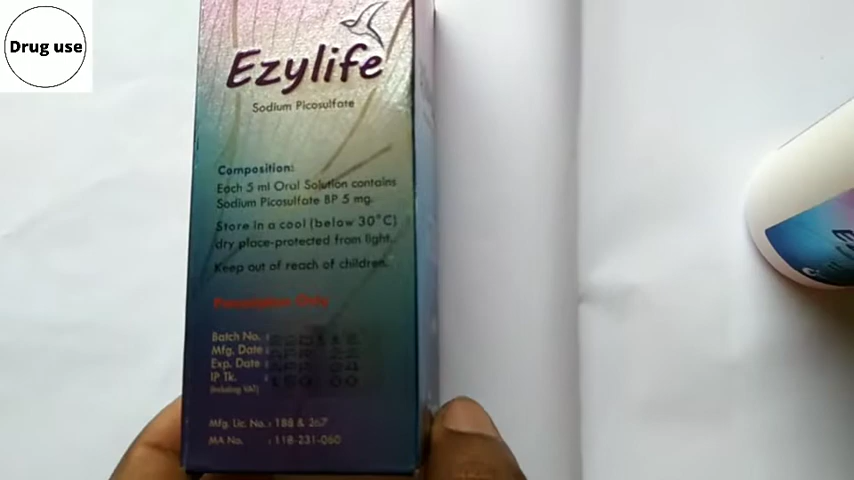 Drug use
Ezylife
Sodium Picosulfate
Composition:
Each 5 ml Oral Solution contains
Sodium Picosulfate BP 5 mg.
Store in a cool (below 30°C)
dry place-protected from light.
Keep out of reach of children.
Prescription Only
Batch No. :
Mfg. Date :
Exp. Date :
IP Tk. :
(Including VAT)
Mfg. Lic. No. : 188 & 267
MA No. : 118-231-060